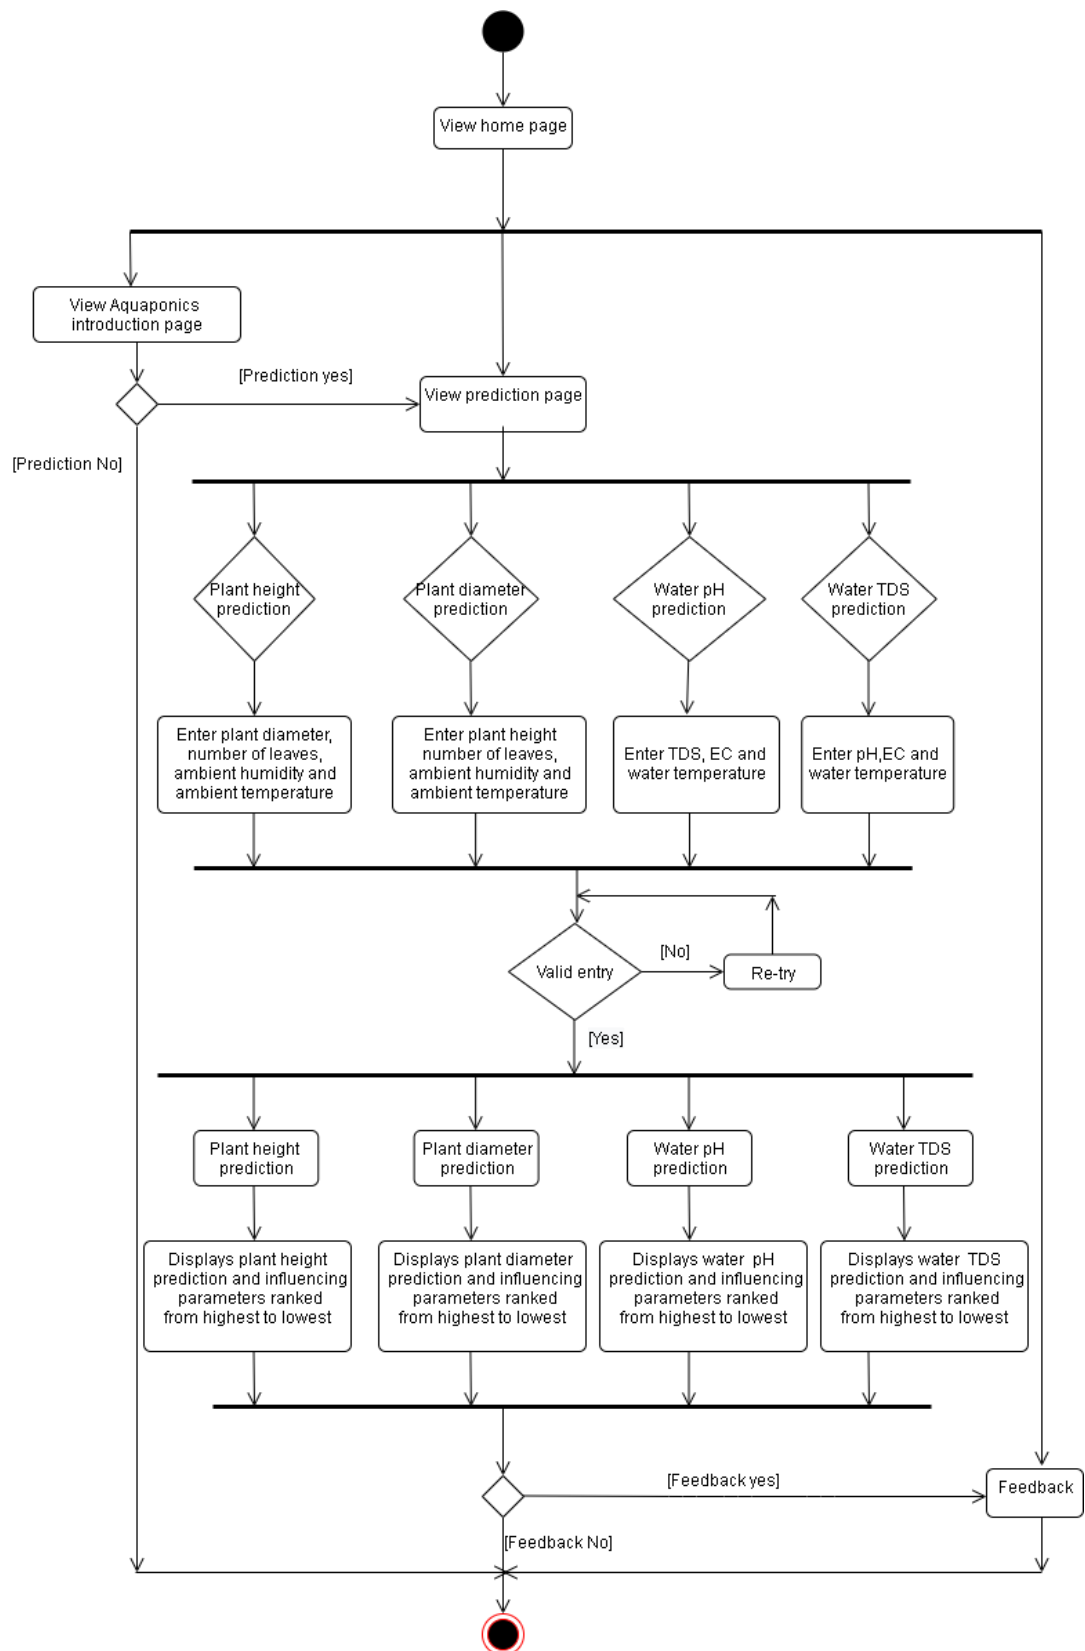 View home page
View Aquaponics
introduction page
[Prediction yes]
View prediction page
[Prediction No]
Plant height
prediction
Plant diameter
prediction
Water pH
prediction
Water TDS
prediction
Enter plant diameter,
number of leaves,
ambient humidity and
ambient temperature
Enter plant height
number of leaves,
ambient humidity and
ambient temperature
Enter TDS, EC and
water temperature
Enter pH,EC and
water temperature
Valid entry
[No]
Re-try
[Yes]
Plant height
prediction
Plant diameter
prediction
Water pH
prediction
Water TDS
prediction
Displays plant height
prediction and influencing
parameters ranked
from highest to lowest
Displays plant diameter
prediction and influencing
parameters ranked
from highest to lowest
Displays water pH
prediction and influencing
parameters ranked
from highest to lowest
Displays water TDS
prediction and influencing
parameters ranked
from highest to lowest
[Feedback yes]
Feedback
[Feedback No]